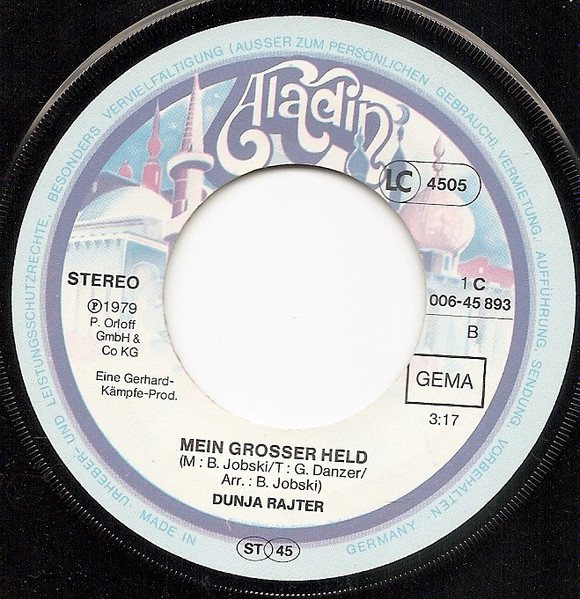 URHEBER- UND LEISTUNGSSCHUTZRECHTE, BESONDERS VERVIELFÄLTIGUNG (AUSSER ZUM PERSÖNLICHEN GEBRAUCH), VERMIETUNG, AUFFÜHRUNG, SENDUNG VORBEHALTEN
Aladin
LC 4505
STEREO
℗1979
P. Orloff
GmbH &
Co KG
Eine Gerhard-
Kämpfe-Prod.
1 C
006-45 893
B
GEMA
3:17
MEIN GROSSER HELD
(M : B. Jobski/T : G. Danzer/
Arr. : B. Jobski)
DUNJA RAJTER
MADE IN GERMANY
ST 45